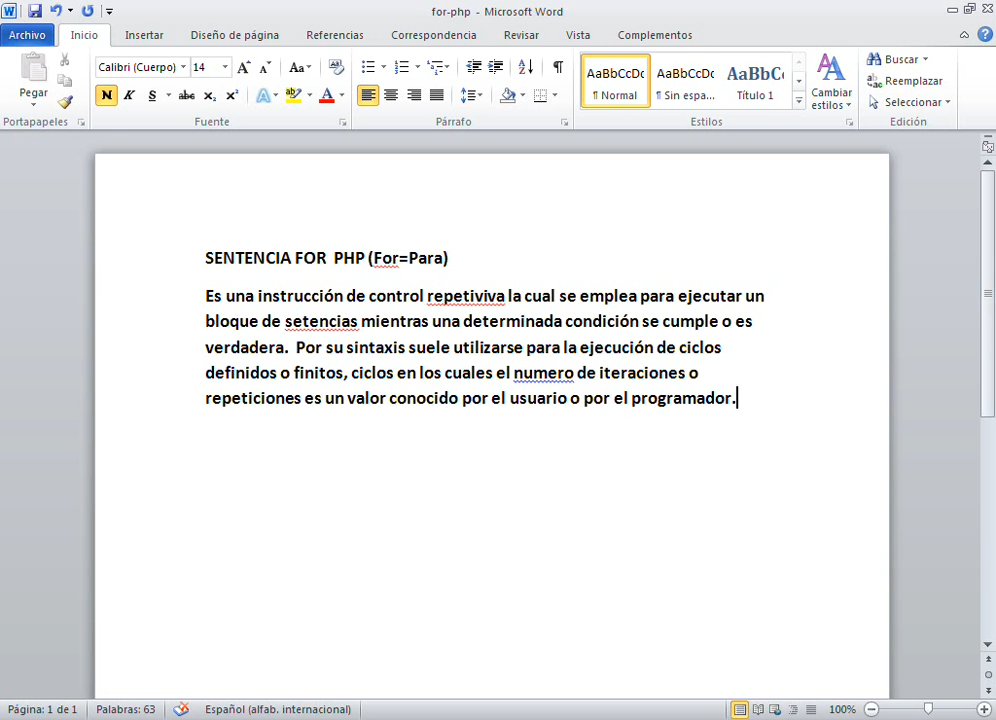 for-php - Microsoft Word
Archivo Inicio Insertar Diseño de página Referencias Correspondencia Revisar Vista Complementos
Pegar
Portapapeles
Calibri (Cuerpo) 14 A A Aa
N K S abc x₂ x² A ab A
Fuente
Párrafo
AaBbCcDc AaBbCcDc AaBbC
¶ Normal ¶ Sin espa... Título 1
Cambiar
estilos
Estilos
Buscar
Reemplazar
Seleccionar
Edición
SENTENCIA FOR  PHP (For=Para)
Es una instrucción de control repetiviva la cual se emplea para ejecutar un
bloque de setencias mientras una determinada condición se cumple o es
verdadera.  Por su sintaxis suele utilizarse para la ejecución de ciclos
definidos o finitos, ciclos en los cuales el numero de iteraciones o
repeticiones es un valor conocido por el usuario o por el programador.
Página: 1 de 1 Palabras: 63 Español (alfab. internacional) 100%